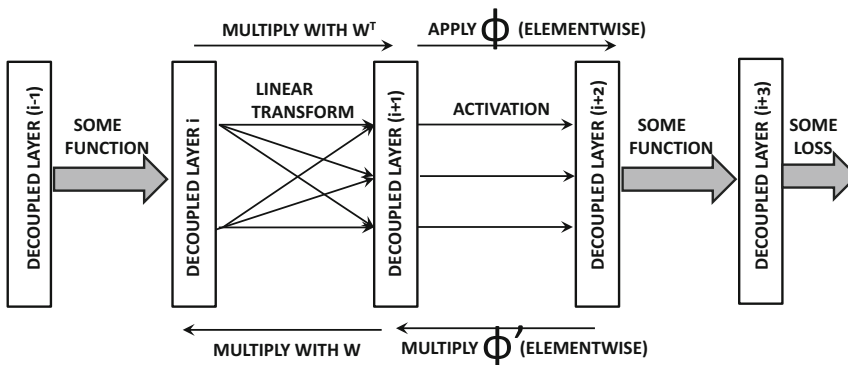 MULTIPLY WITH Wᵀ
APPLY ϕ (ELEMENTWISE)
DECOUPLED LAYER (i-1)
SOME
FUNCTION
DECOUPLED LAYER i
LINEAR
TRANSFORM
DECOUPLED LAYER (i+1)
ACTIVATION
DECOUPLED LAYER (i+2)
SOME
FUNCTION
DECOUPLED LAYER (i+3)
SOME
LOSS
MULTIPLY WITH W
MULTIPLY ϕ′ (ELEMENTWISE)